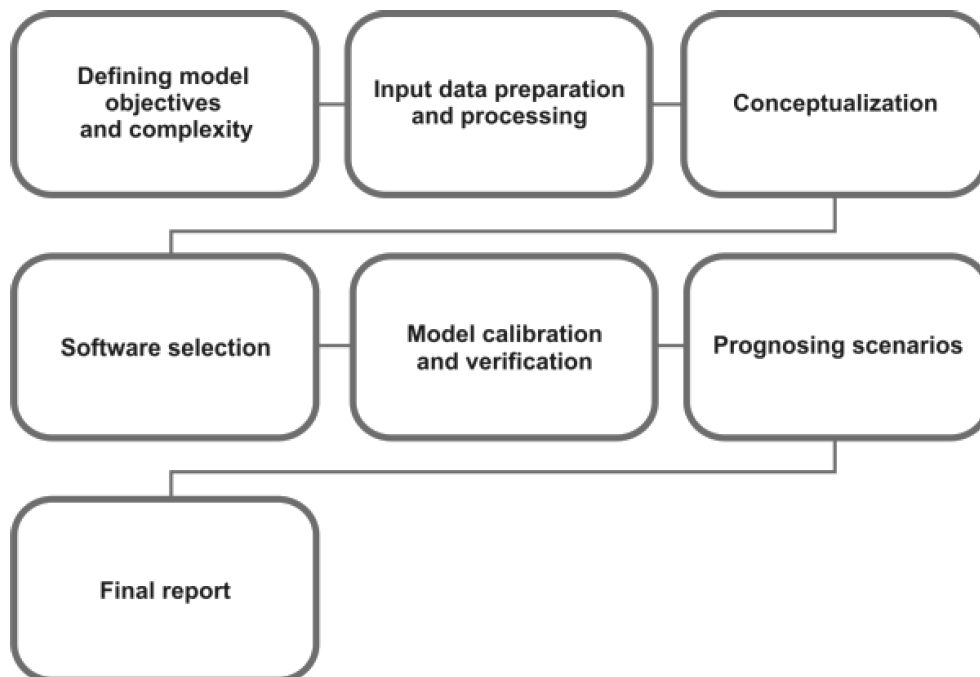 Defining model
objectives
and complexity
Input data preparation
and processing
Conceptualization
Software selection
Model calibration
and verification
Prognosing scenarios
Final report